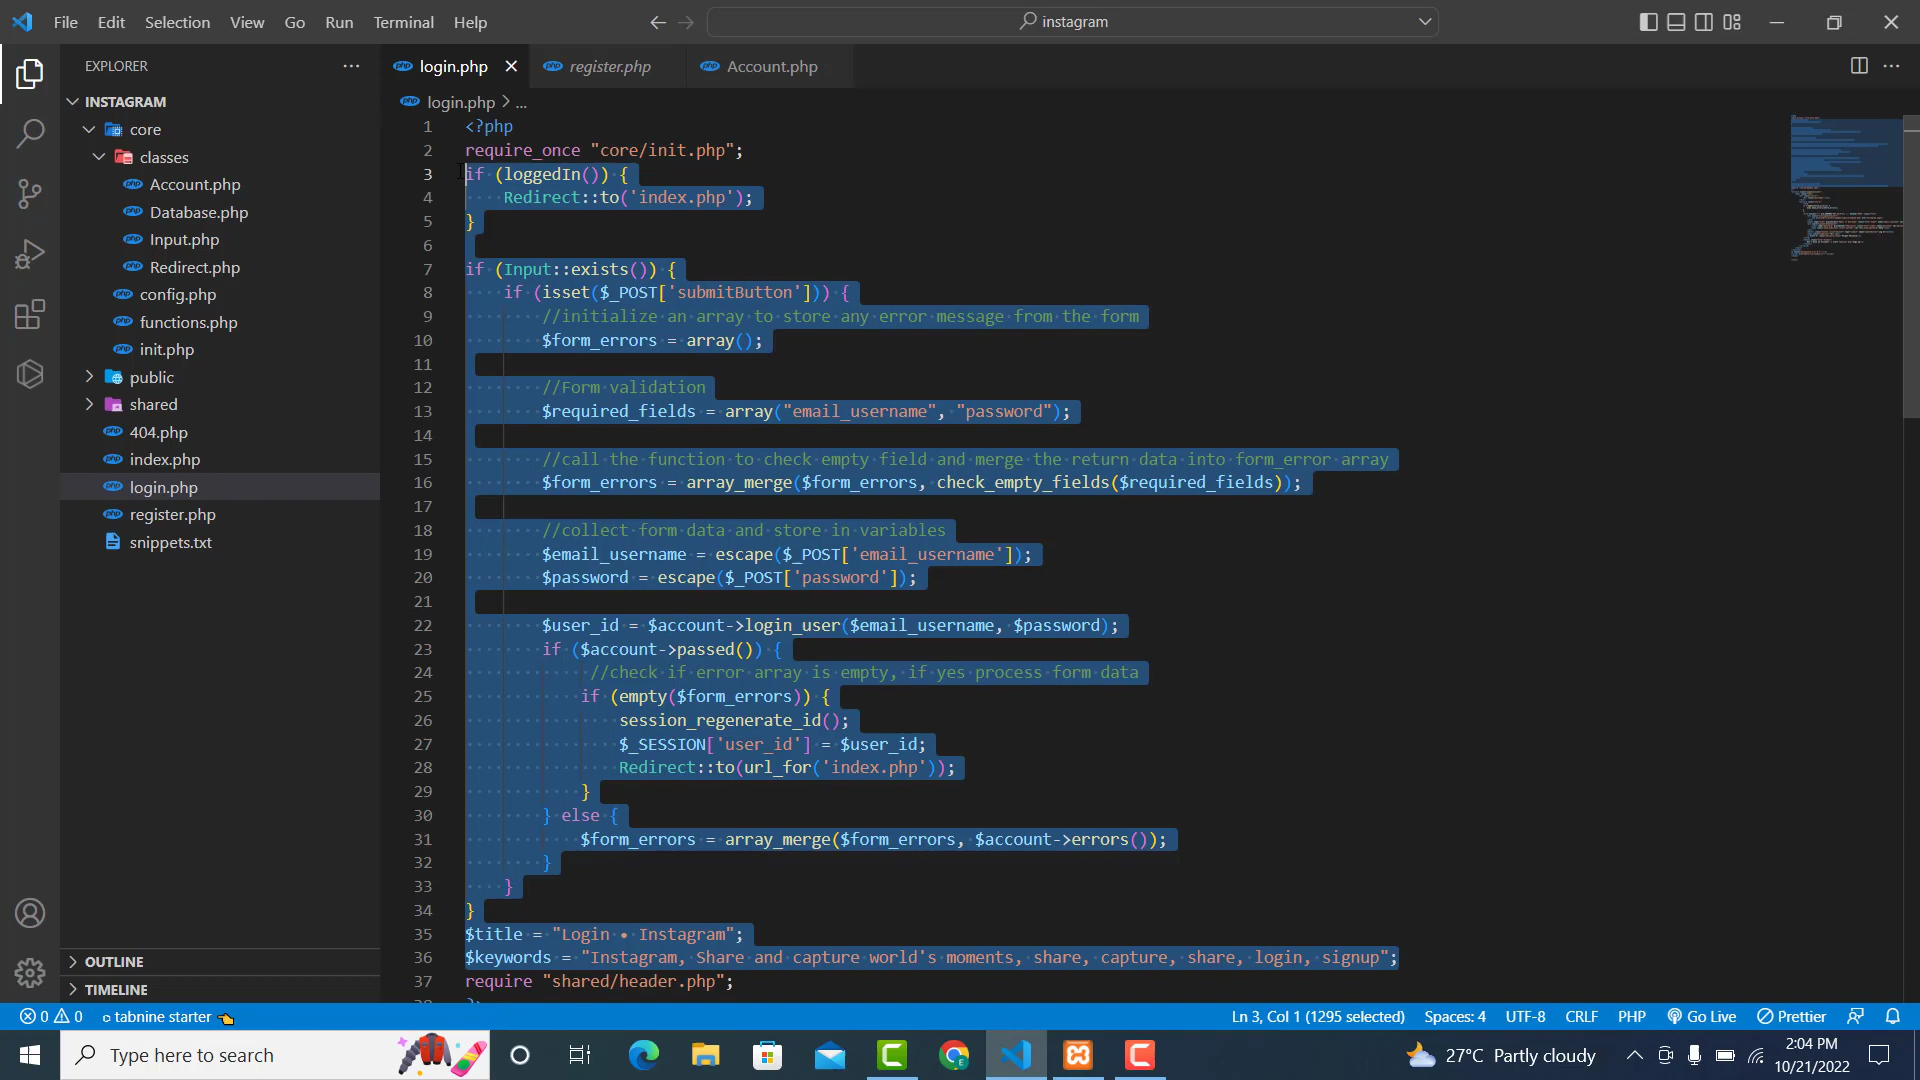 File Edit Selection View Go Run Terminal Help
instagram
EXPLORER
INSTAGRAM
core
classes
Account.php
Database.php
Input.php
Redirect.php
config.php
functions.php
init.php
public
shared
404.php
index.php
login.php
register.php
snippets.txt
OUTLINE
TIMELINE
login.php
register.php
Account.php
login.php > ...
1 <?php
2 require_once "core/init.php";
3 if (loggedIn()) {
4 Redirect::to('index.php');
5 }
6
7 if (Input::exists()) {
8 if (isset($_POST['submitButton'])) {
9 //initialize an array to store any error message from the form
10 $form_errors = array();
11
12 //Form validation
13 $required_fields = array("email_username", "password");
14
15 //call the function to check empty field and merge the return data into form_error array
16 $form_errors = array_merge($form_errors, check_empty_fields($required_fields));
17
18 //collect form data and store in variables
19 $email_username = escape($_POST['email_username']);
20 $password = escape($_POST['password']);
21
22 $user_id = $account->login_user($email_username, $password);
23 if ($account->passed()) {
24 //check if error array is empty, if yes process form data
25 if (empty($form_errors)) {
26 session_regenerate_id();
27 $_SESSION['user_id'] = $user_id;
28 Redirect::to(url_for('index.php'));
29 }
30 } else {
31 $form_errors = array_merge($form_errors, $account->errors());
32 }
33 }
34 }
35 $title = "Login • Instagram";
36 $keywords = "Instagram, Share and capture world's moments, share, capture, share, login, signup";
37 require "shared/header.php";
0 0 tabnine starter
Ln 3, Col 1 (1295 selected) Spaces: 4 UTF-8 CRLF PHP Go Live Prettier
Type here to search
27°C Partly cloudy
2:04 PM
10/21/2022